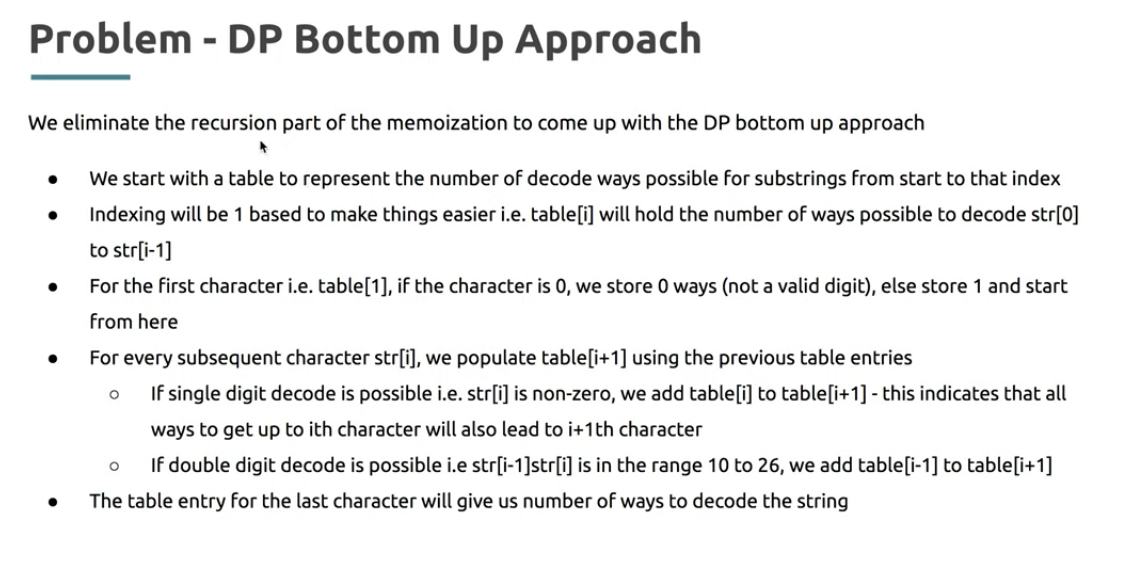 Problem - DP Bottom Up Approach
We eliminate the recursion part of the memoization to come up with the DP bottom up approach
● We start with a table to represent the number of decode ways possible for substrings from start to that index
● Indexing will be 1 based to make things easier i.e. table[i] will hold the number of ways possible to decode str[0]
to str[i-1]
● For the first character i.e. table[1], if the character is 0, we store 0 ways (not a valid digit), else store 1 and start
from here
● For every subsequent character str[i], we populate table[i+1] using the previous table entries
○ If single digit decode is possible i.e. str[i] is non-zero, we add table[i] to table[i+1] - this indicates that all
ways to get up to ith character will also lead to i+1th character
○ If double digit decode is possible i.e str[i-1]str[i] is in the range 10 to 26, we add table[i-1] to table[i+1]
● The table entry for the last character will give us number of ways to decode the string